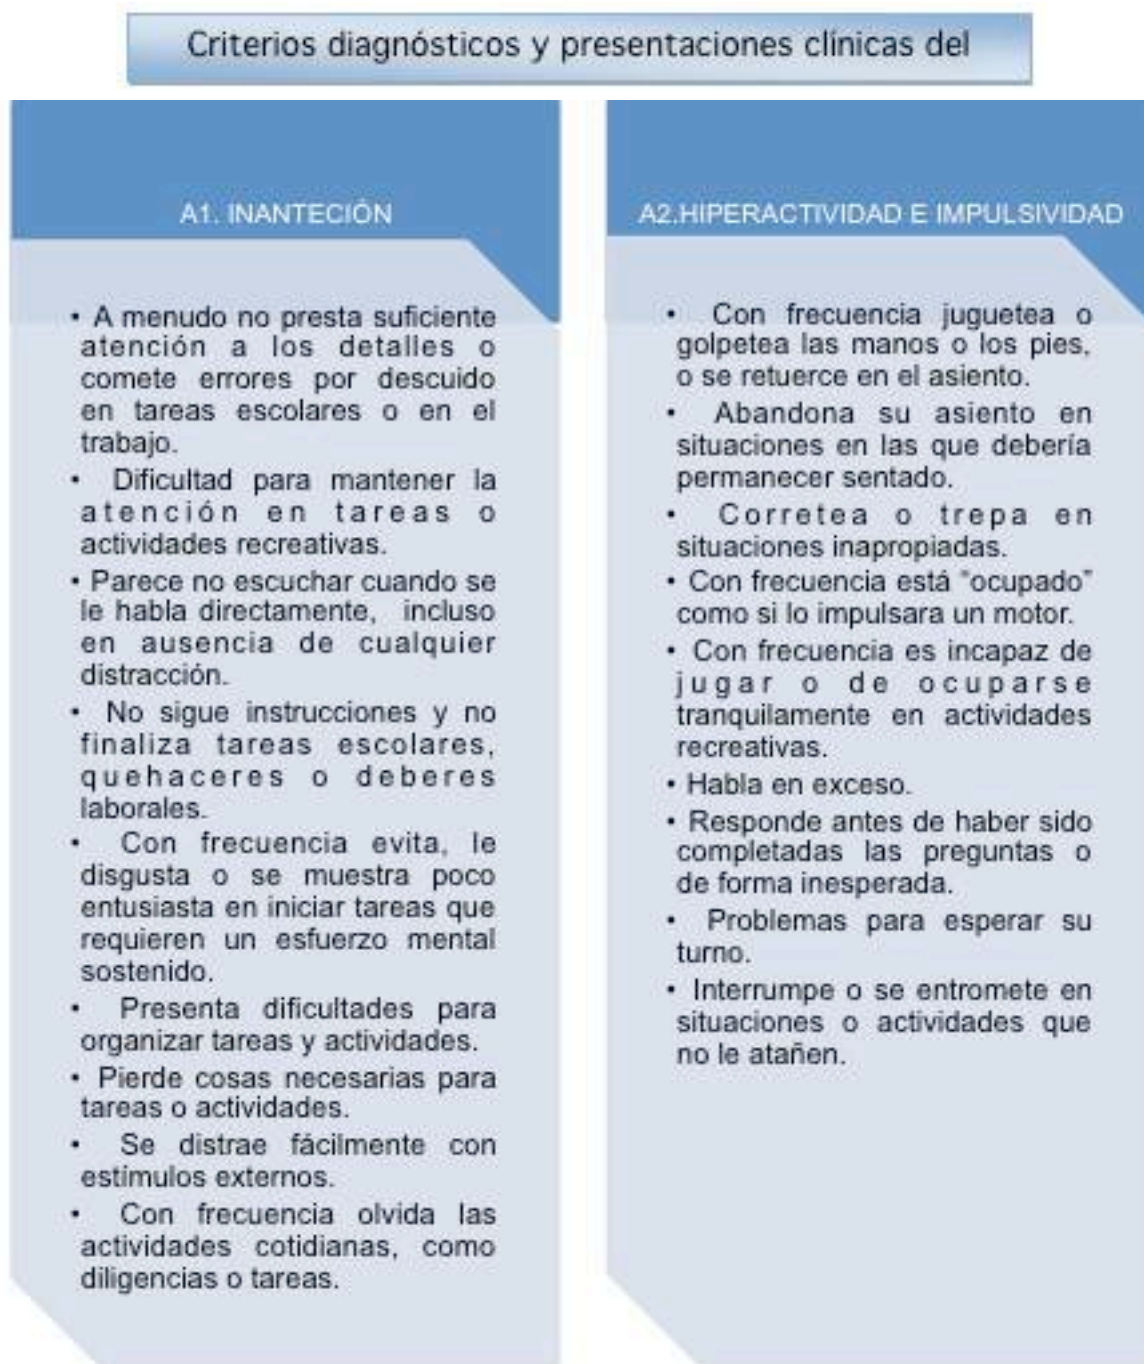 Criterios diagnósticos y presentaciones clínicas del
A1. INANTECIÓN
• A menudo no presta suficiente
atención a los detalles o
comete errores por descuido
en tareas escolares o en el
trabajo.
• Dificultad para mantener la
atención en tareas o
actividades recreativas.
• Parece no escuchar cuando se
le habla directamente, incluso
en ausencia de cualquier
distracción.
• No sigue instrucciones y no
finaliza tareas escolares,
quehaceres o deberes
laborales.
• Con frecuencia evita, le
disgusta o se muestra poco
entusiasta en iniciar tareas que
requieren un esfuerzo mental
sostenido.
• Presenta dificultades para
organizar tareas y actividades.
• Pierde cosas necesarias para
tareas o actividades.
• Se distrae fácilmente con
estímulos externos.
• Con frecuencia olvida las
actividades cotidianas, como
diligencias o tareas.
A2.HIPERACTIVIDAD E IMPULSIVIDAD
• Con frecuencia juguetea o
golpetea las manos o los pies,
o se retuerce en el asiento.
• Abandona su asiento en
situaciones en las que debería
permanecer sentado.
• Corretea o trepa en
situaciones inapropiadas.
• Con frecuencia está "ocupado"
como si lo impulsara un motor.
• Con frecuencia es incapaz de
jugar o de ocuparse
tranquilamente en actividades
recreativas.
• Habla en exceso.
• Responde antes de haber sido
completadas las preguntas o
de forma inesperada.
• Problemas para esperar su
turno.
• Interrumpe o se entromete en
situaciones o actividades que
no le atañen.